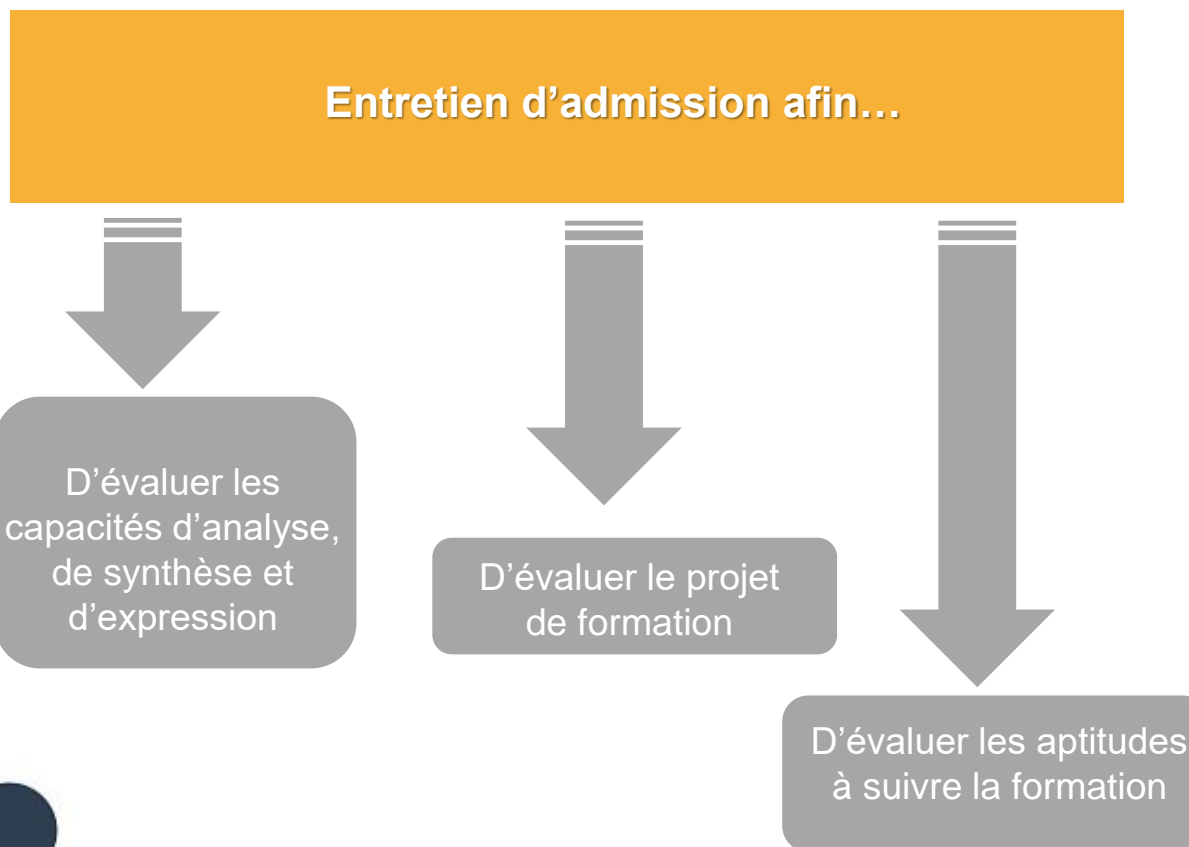 Entretien d’admission afin…
D’évaluer les
capacités d’analyse,
de synthèse et
d’expression
D’évaluer le projet
de formation
D’évaluer les aptitudes
à suivre la formation